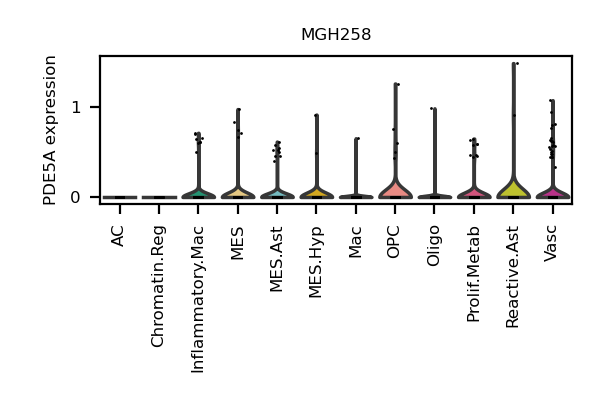 MGH258
PDE5A expression
1
0
AC
Chromatin.Reg
Inflammatory.Mac
MES
MES.Ast
MES.Hyp
Mac
OPC
Oligo
Prolif.Metab
Reactive.Ast
Vasc